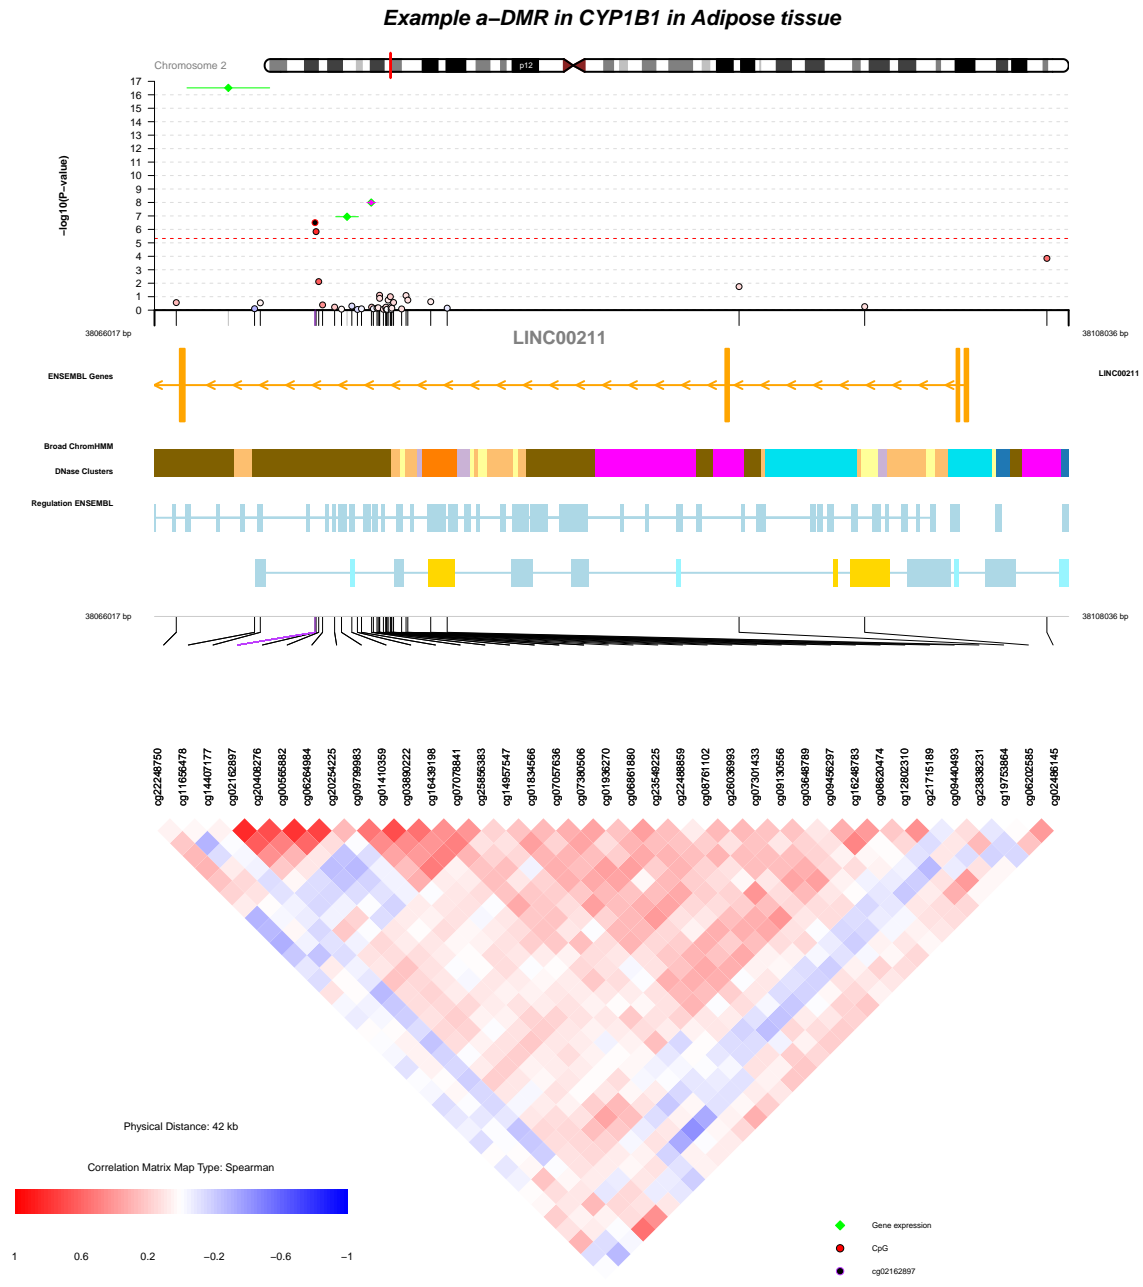 Example a−DMR in CYP1B1 in Adipose tissue
Chromosome 2
p12
−log10(P−value)
17
16
15
14
13
12
11
10
9
8
7
6
5
4
3
2
1
0
38066017 bp
38108036 bp
LINC00211
ENSEMBL Genes
LINC00211
Broad ChromHMM
DNase Clusters
Regulation ENSEMBL
38066017 bp
38108036 bp
cg22248750
cg11656478
cg14407177
cg02162897
cg20408276
cg00565882
cg06264984
cg20254225
cg09799983
cg01410359
cg03890222
cg16439198
cg07078841
cg25856383
cg14957547
cg01834566
cg07057636
cg07380506
cg01936270
cg06861880
cg23549225
cg22488859
cg08761102
cg26036993
cg07301433
cg09130556
cg03648789
cg09456297
cg16248783
cg08620474
cg12802310
cg21715189
cg09440493
cg23838231
cg19753864
cg06202585
cg02486145
Physical Distance: 42 kb
Correlation Matrix Map Type: Spearman
1 0.6 0.2 −0.2 −0.6 −1
Gene expression
CpG
cg02162897